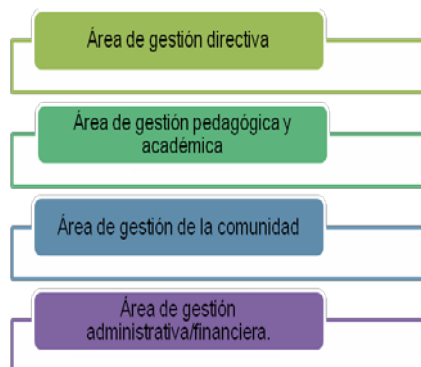 Área de gestión directiva
Área de gestión pedagógica y
académica
Área de gestión de la comunidad
Área de gestión
administrativa/financiera.